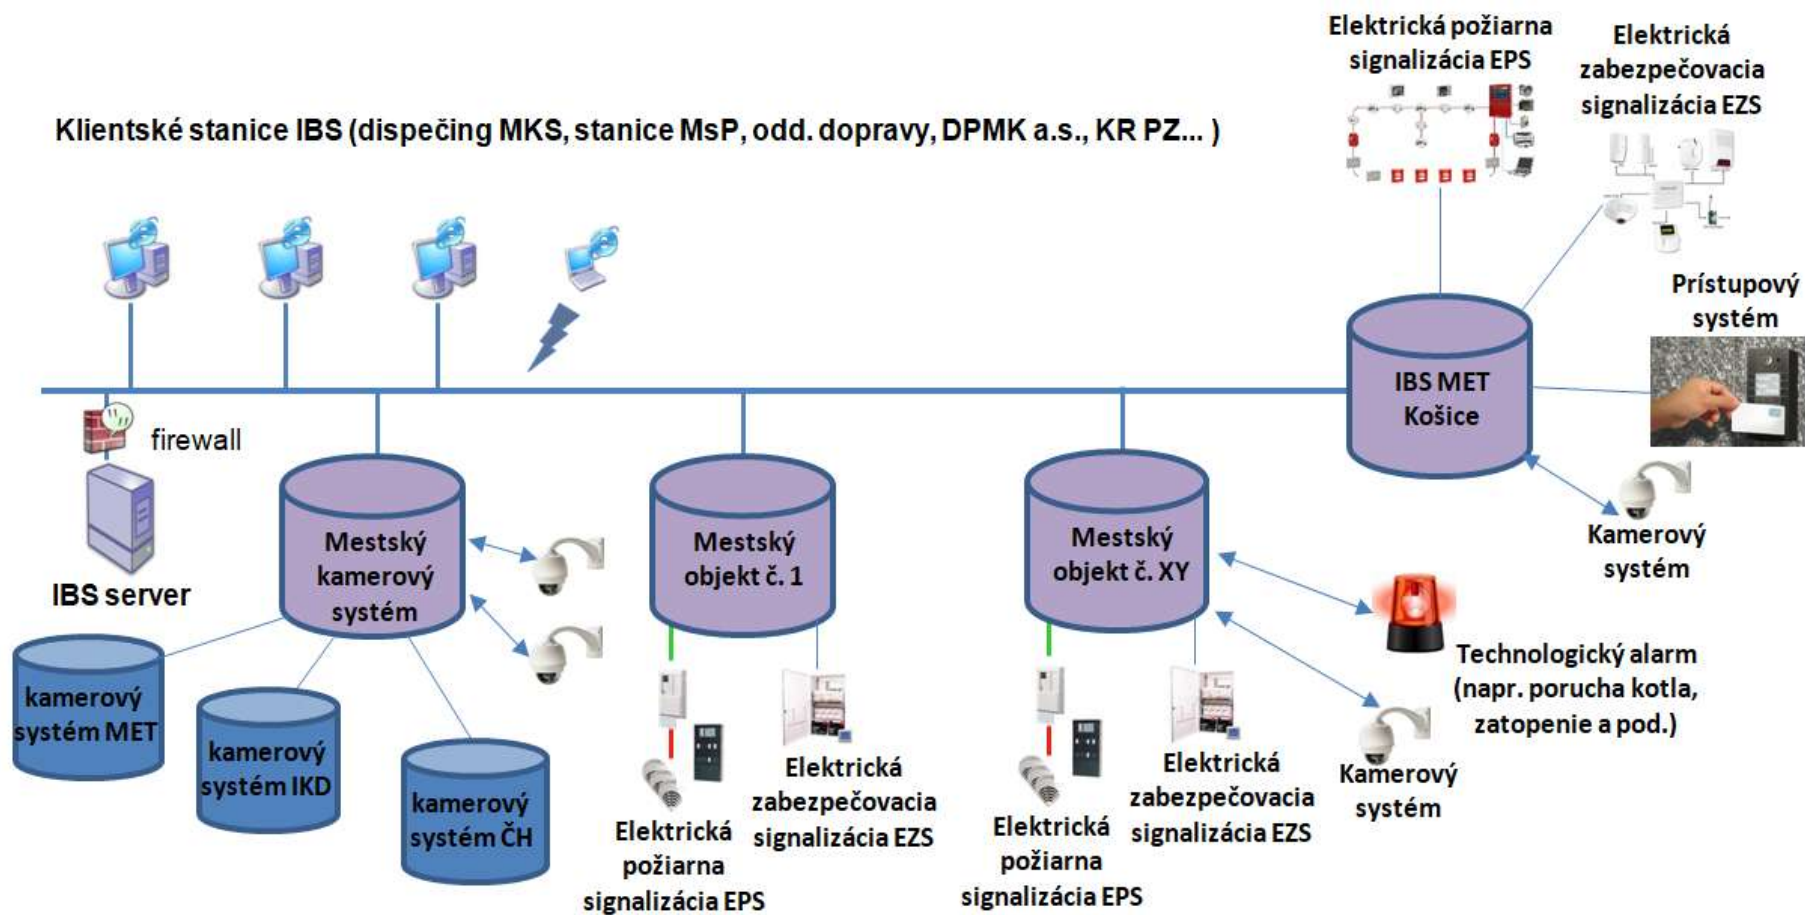 Elektrická požiarna
signalizácia EPS
Elektrická
zabezpečovacia
signalizácia EZS
Klientské stanice IBS (dispečing MKS, stanice MsP, odd. dopravy, DPMK a.s., KR PZ... )
Prístupový
systém
IBS MET
Košice
firewall
IBS server
Mestský
kamerový
systém
Mestský
objekt č. 1
Mestský
objekt č. XY
Kamerový
systém
Technologický alarm
(napr. porucha kotla,
zatopenie a pod.)
kamerový
systém MET
kamerový
systém IKD
kamerový
systém ČH
Elektrická
požiarna
signalizácia EPS
Elektrická
zabezpečovacia
signalizácia EZS
Elektrická
požiarna
signalizácia EPS
Elektrická
zabezpečovacia
signalizácia EZS
Kamerový
systém